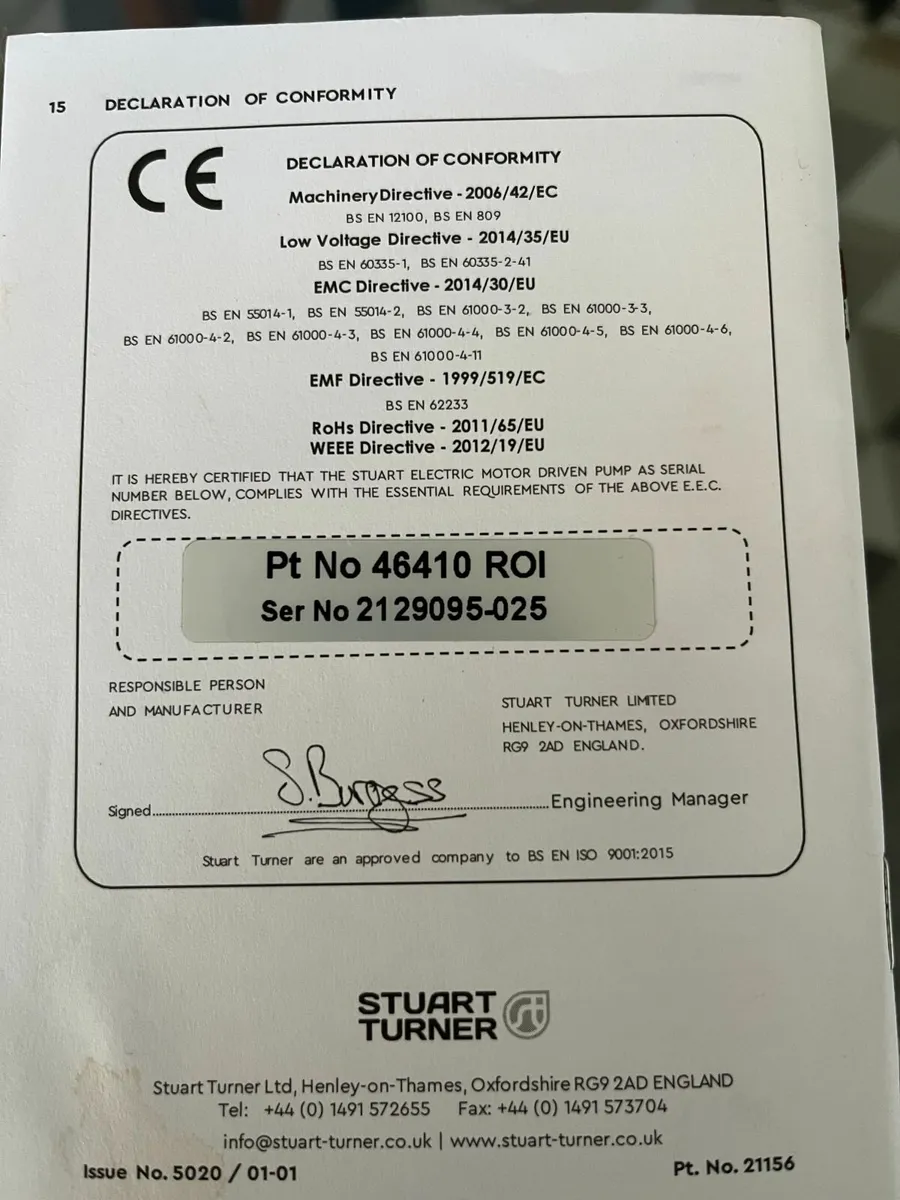 15 DECLARATION OF CONFORMITY
CE
DECLARATION OF CONFORMITY
Machinery Directive - 2006/42/EC
BS EN 12100, BS EN 809
Low Voltage Directive - 2014/35/EU
BS EN 60335-1, BS EN 60335-2-41
EMC Directive - 2014/30/EU
BS EN 55014-1, BS EN 55014-2, BS EN 61000-3-2, BS EN 61000-3-3,
BS EN 61000-4-2, BS EN 61000-4-3, BS EN 61000-4-4, BS EN 61000-4-5, BS EN 61000-4-6,
BS EN 61000-4-11
EMF Directive - 1999/519/EC
BS EN 62233
RoHs Directive - 2011/65/EU
WEEE Directive - 2012/19/EU
IT IS HEREBY CERTIFIED THAT THE STUART ELECTRIC MOTOR DRIVEN PUMP AS SERIAL
NUMBER BELOW, COMPLIES WITH THE ESSENTIAL REQUIREMENTS OF THE ABOVE E.E.C.
DIRECTIVES.
Pt No 46410 ROI
Ser No 2129095-025
RESPONSIBLE PERSON
AND MANUFACTURER
STUART TURNER LIMITED
HENLEY-ON-THAMES, OXFORDSHIRE
RG9 2AD ENGLAND.
S.Burgess
Signed..........Engineering Manager
Stuart Turner are an approved company to BS EN ISO 9001:2015
STUART
TURNER
Stuart Turner Ltd, Henley-on-Thames, Oxfordshire RG9 2AD ENGLAND
Tel: +44 (0) 1491 572655 Fax: +44 (0) 1491 573704
info@stuart-turner.co.uk | www.stuart-turner.co.uk
Issue No. 5020 / 01-01
Pt. No. 21156